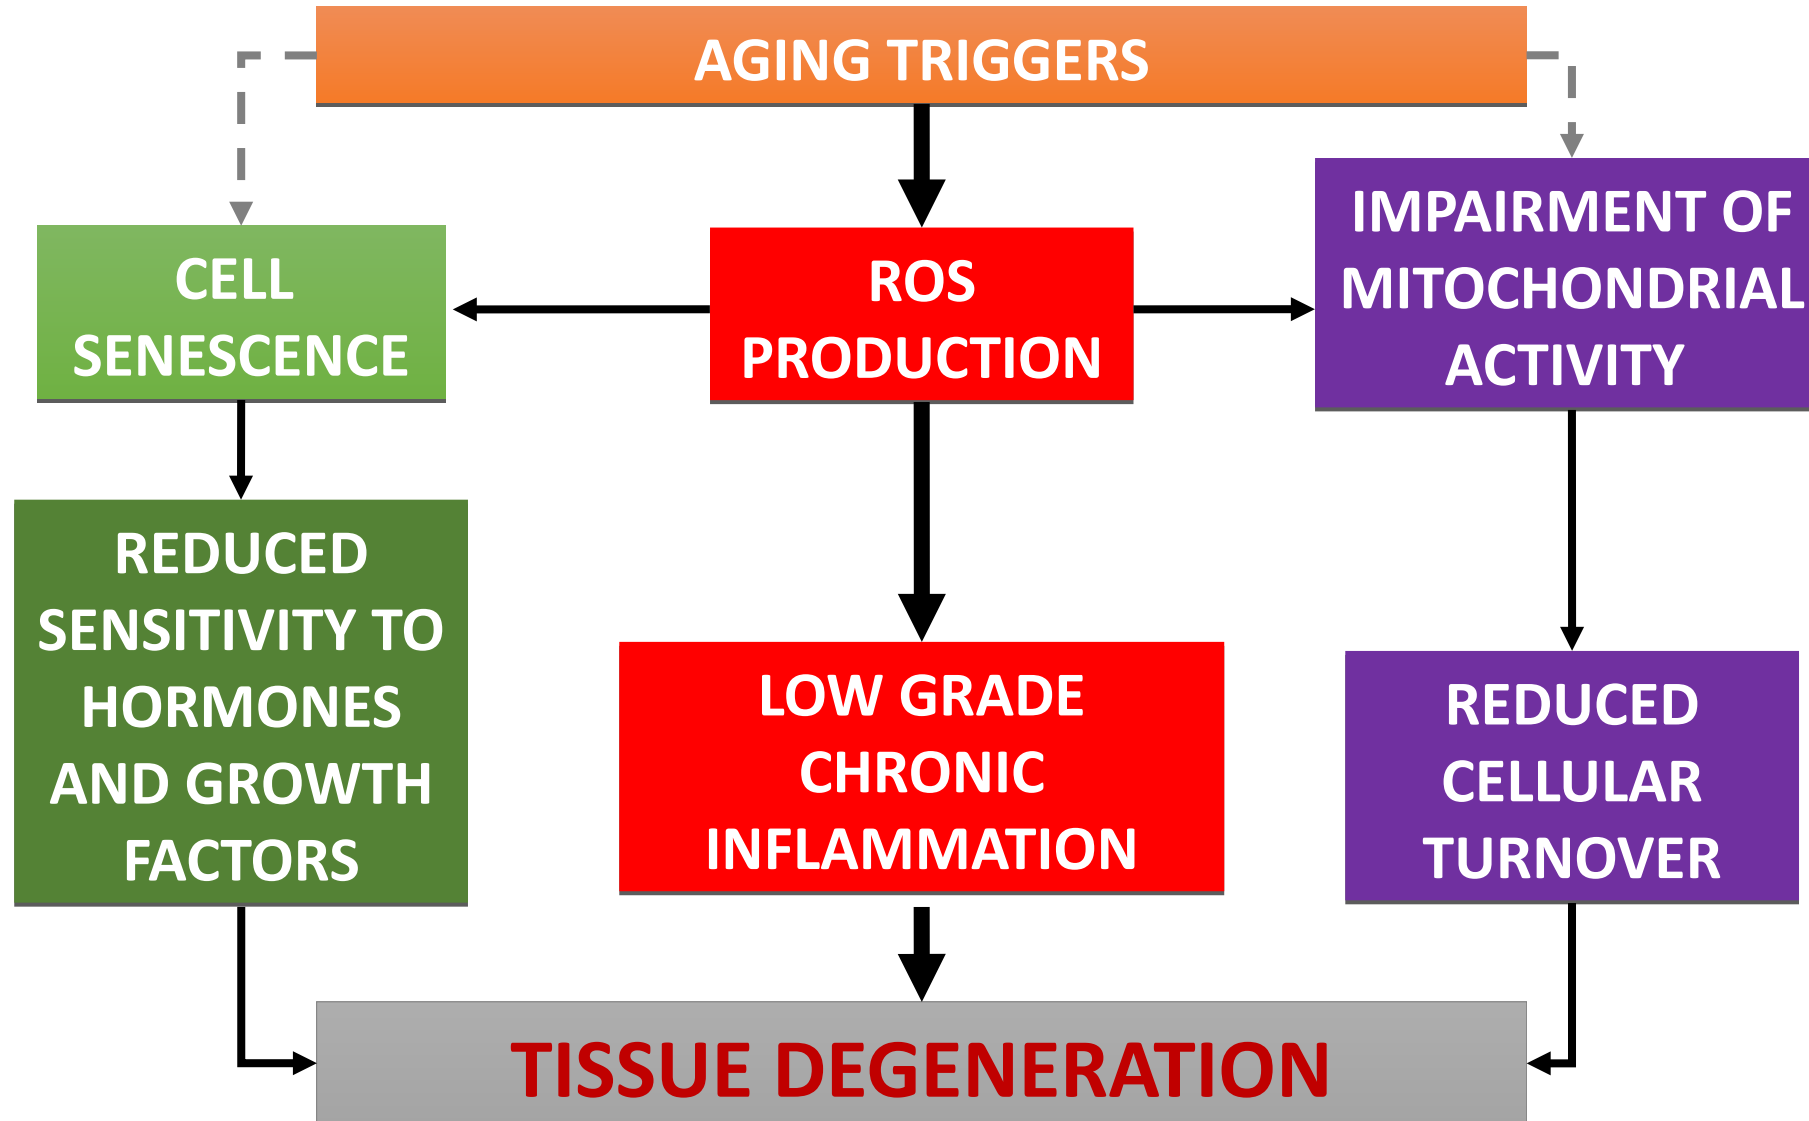 AGING TRIGGERS
CELL
SENESCENCE
ROS
PRODUCTION
IMPAIRMENT OF
MITOCHONDRIAL
ACTIVITY
REDUCED
SENSITIVITY TO
HORMONES
AND GROWTH
FACTORS
LOW GRADE
CHRONIC
INFLAMMATION
REDUCED
CELLULAR
TURNOVER
TISSUE DEGENERATION